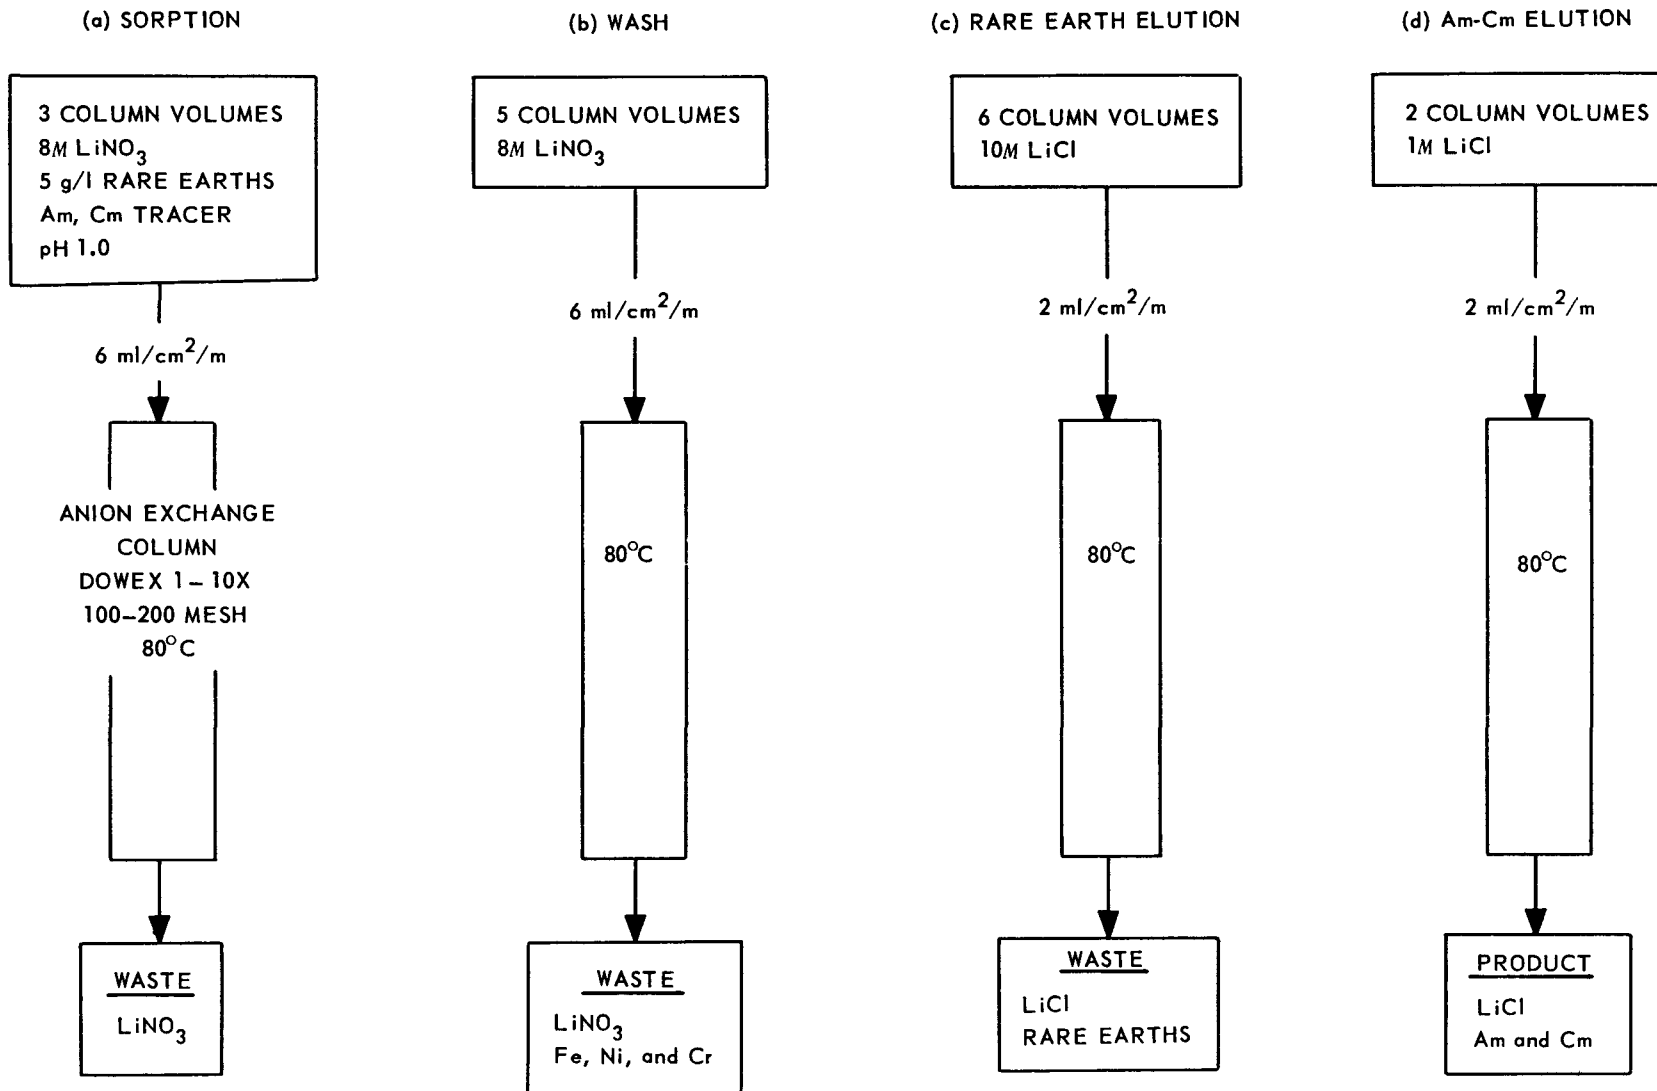 (a) SORPTION
3 COLUMN VOLUMES
8M LiNO₃
5 g/l RARE EARTHS
Am, Cm TRACER
pH 1.0
6 ml/cm²/m
ANION EXCHANGE
COLUMN
DOWEX 1–10X
100–200 MESH
80°C
WASTE
LiNO₃
(b) WASH
5 COLUMN VOLUMES
8M LiNO₃
6 ml/cm²/m
80°C
WASTE
LiNO₃
Fe, Ni, and Cr
(c) RARE EARTH ELUTION
6 COLUMN VOLUMES
10M LiCl
2 ml/cm²/m
80°C
WASTE
LiCl
RARE EARTHS
(d) Am-Cm ELUTION
2 COLUMN VOLUMES
1M LiCl
2 ml/cm²/m
80°C
PRODUCT
LiCl
Am and Cm